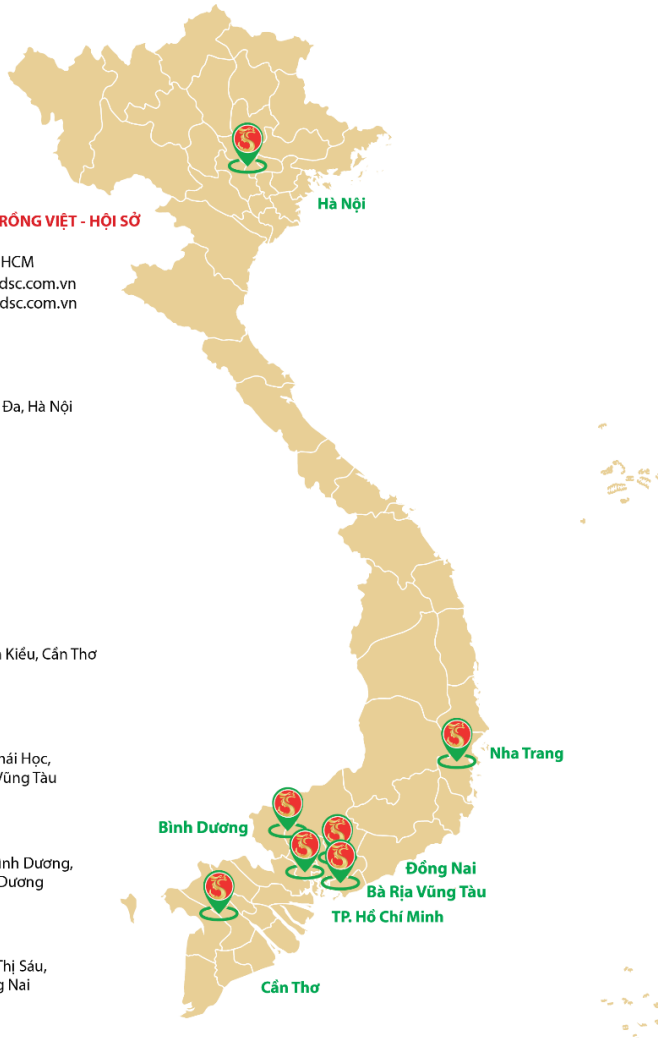 Hà Nội
RỒNG VIỆT - HỘI SỞ
HCM
dsc.com.vn
dsc.com.vn
Đa, Hà Nội
Kiều, Cần Thơ
Nha Trang
hái Học,
Vũng Tàu
Bình Dương
ình Dương,
Dương
Đồng Nai
Bà Rịa Vũng Tàu
TP. Hồ Chí Minh
Thị Sáu,
g Nai
Cần Thơ